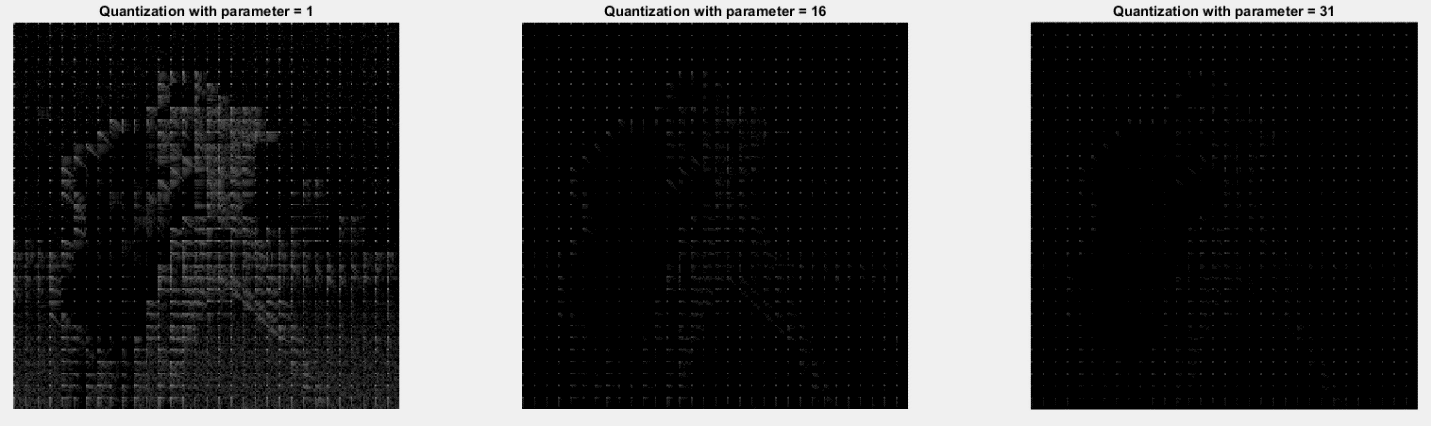 Quantization with parameter = 1
Quantization with parameter = 16
Quantization with parameter = 31